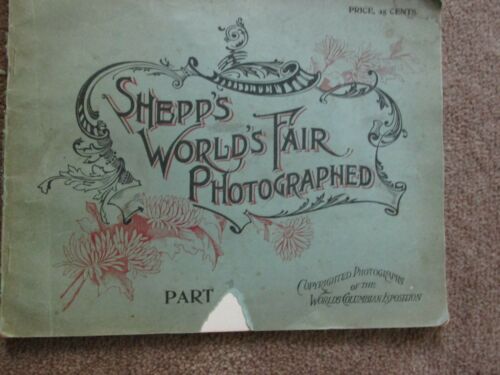 PRICE, 25 CENTS.
SHEPP'S
WORLD'S FAIR
PHOTOGRAPHED
PART
COPYRIGHTED PHOTOGRAPHS
OF THE
WORLD'S COLUMBIAN EXPOSITION